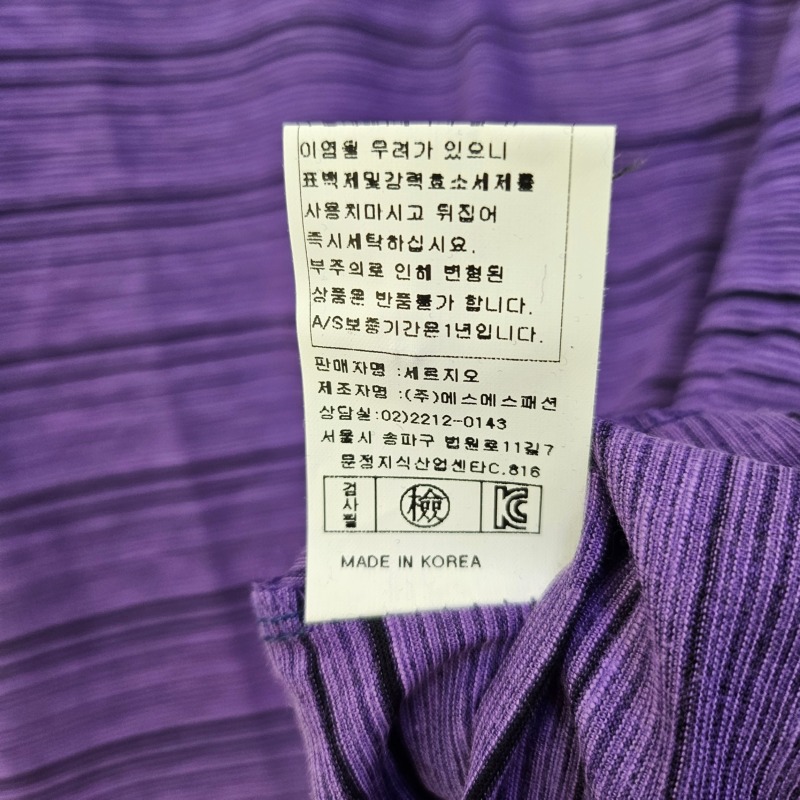 이염될 우려가 있으니
표백제및강력효소세제를
사용치마시고 뒤집어
즉시세탁하십시요.
부주의로 인해 변형된
상품은 반품불가 합니다.
A/S보증기간은1년입니다.
판매자명 :세르지오
제조자명 :(주)에스에스패션
상담실:02)2212-0143
서울시 송파구 법원로11길7
문정지식산업센타C.816
검사필 檢 KC
MADE IN KOREA